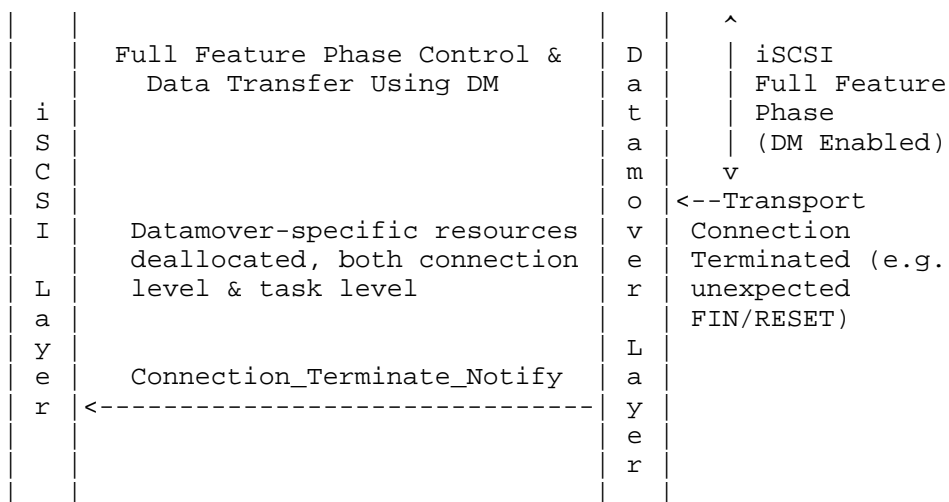 | | | | ^
| | Full Feature Phase Control & | D | | iSCSI
| | Data Transfer Using DM | a | | Full Feature
| i | | t | | Phase
| S | | a | | (DM Enabled)
| C | | m | v
| S | | o |<--Transport
| I | Datamover-specific resources | v | Connection
| | deallocated, both connection | e | Terminated (e.g.
| L | level & task level | r | unexpected
| a | | | FIN/RESET)
| y | | L |
| e | Connection_Terminate_Notify | a |
| r |<-------------------------------| y |
| | | e |
| | | r |
| | | |